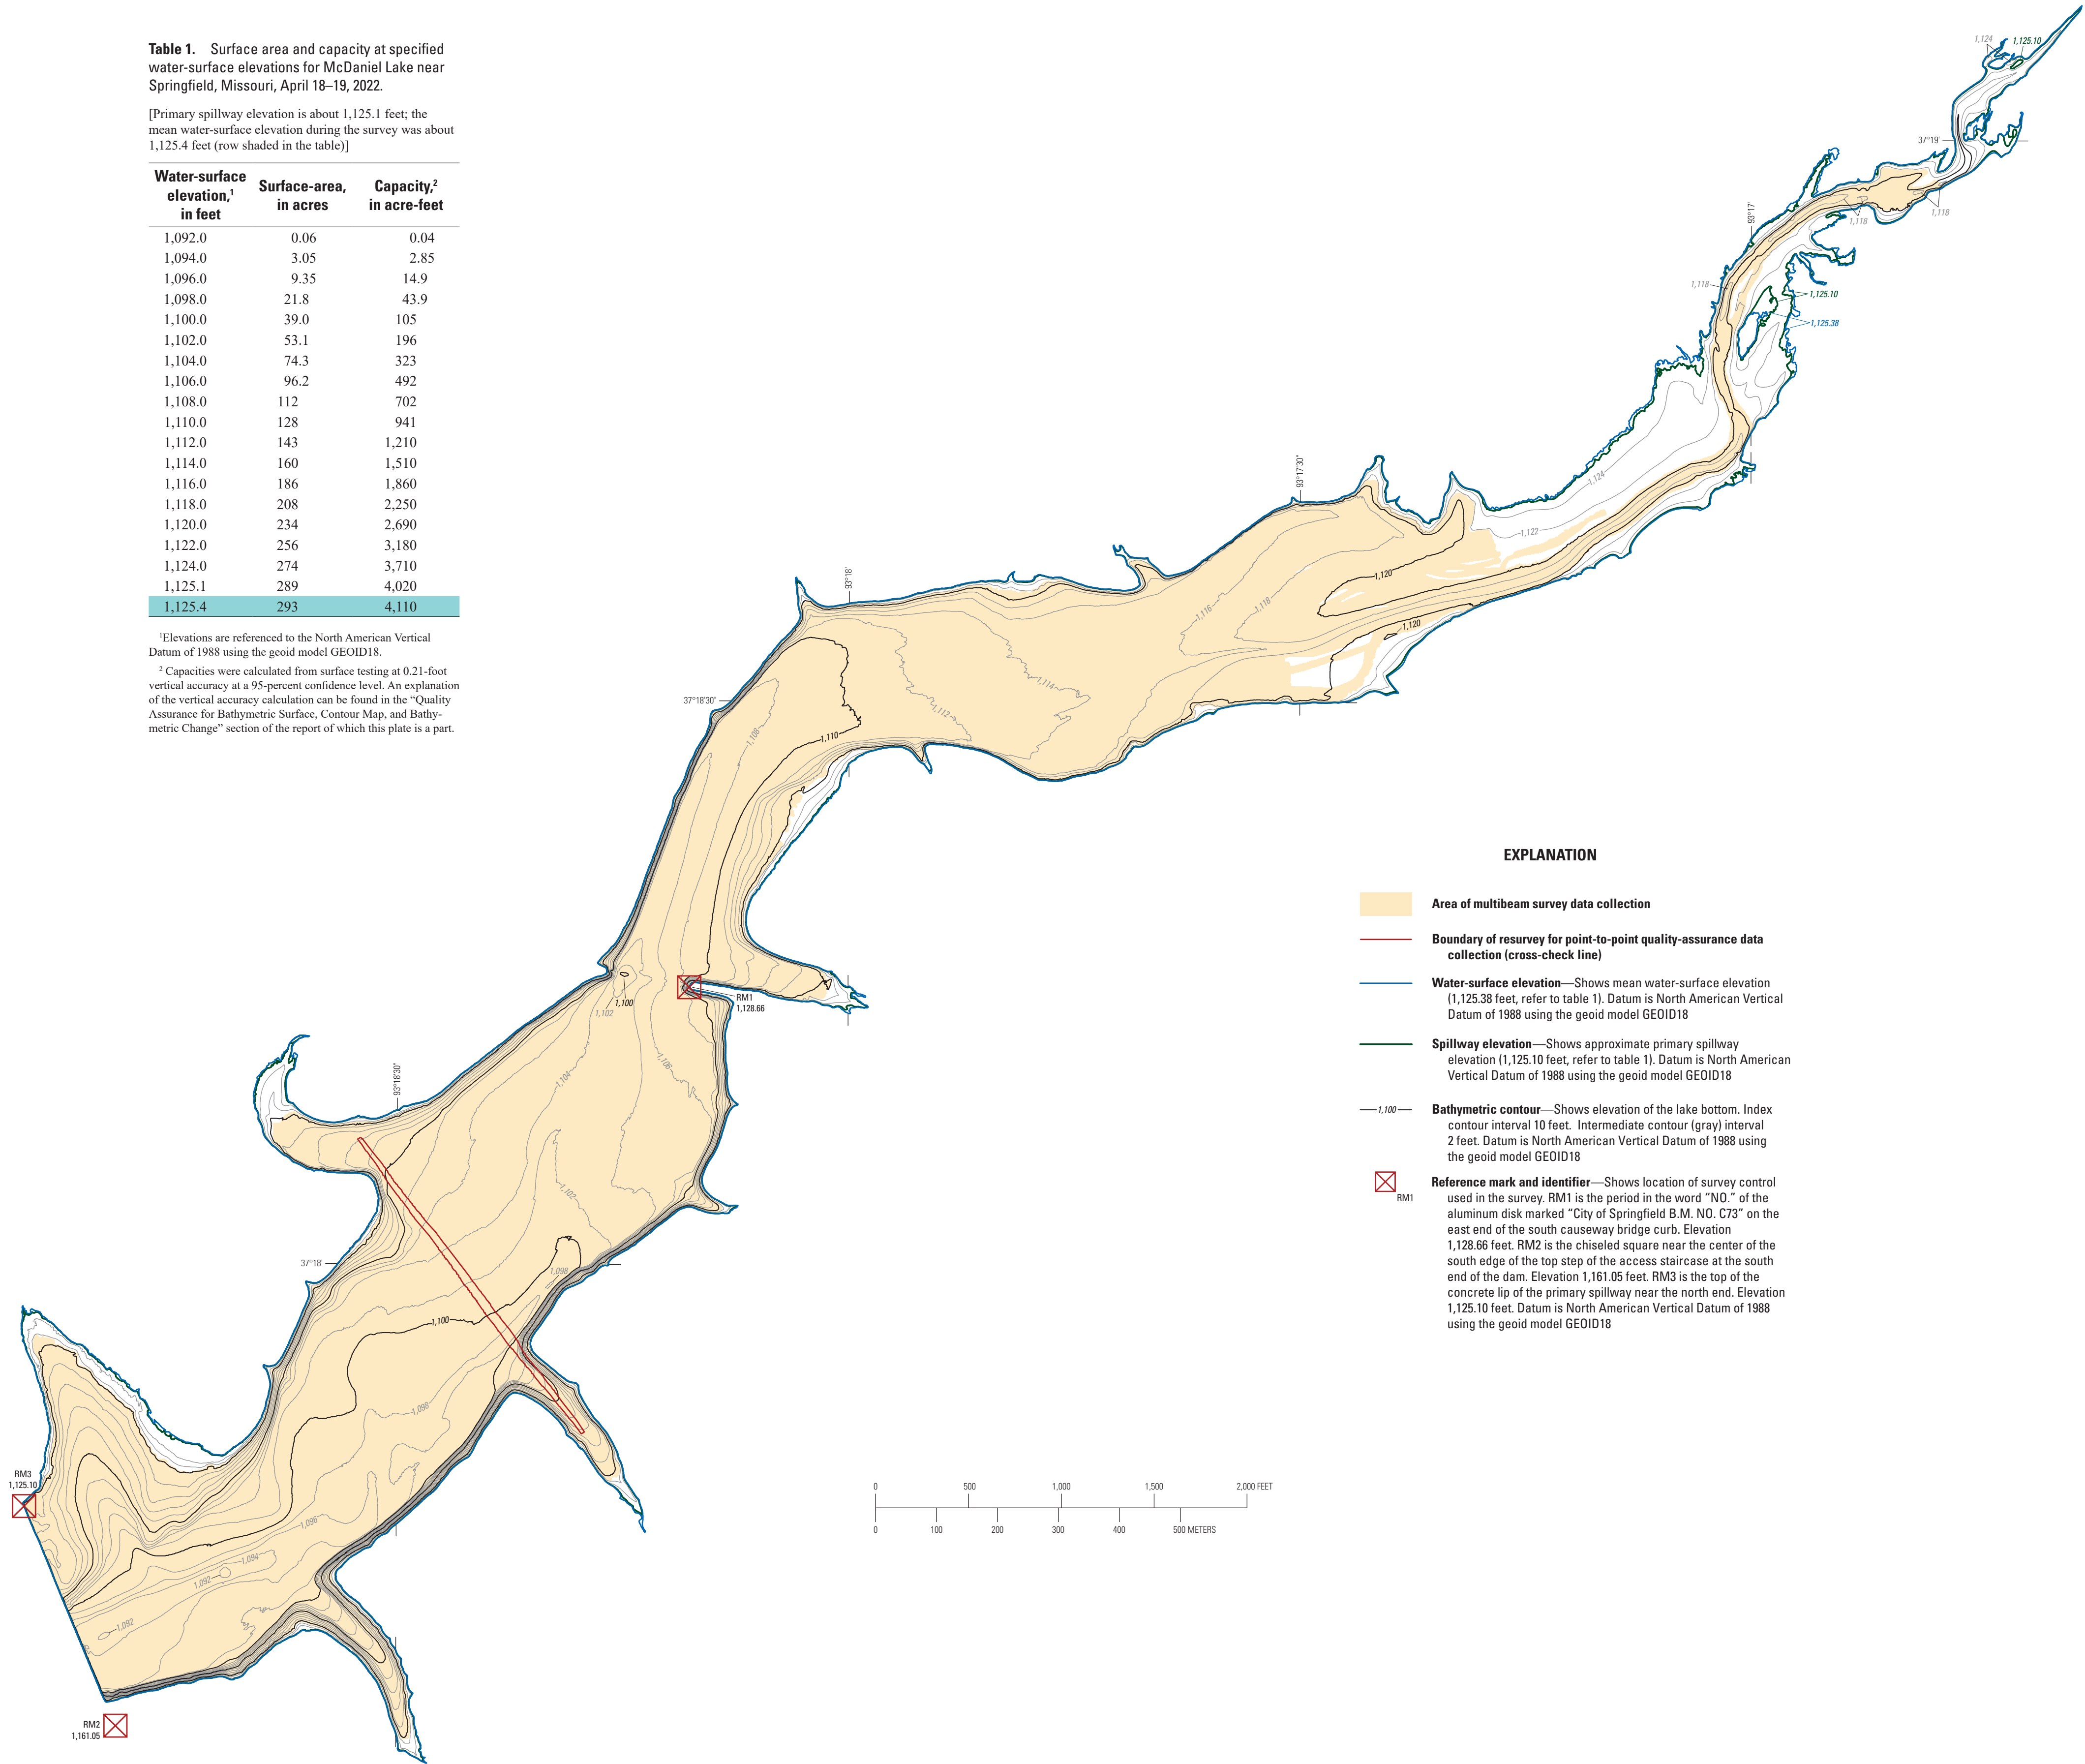 Table 1. Surface area and capacity at specified
water-surface elevations for McDaniel Lake near
Springfield, Missouri, April 18–19, 2022.
[Primary spillway elevation is about 1,125.1 feet; the
mean water-surface elevation during the survey was about
1,125.4 feet (row shaded in the table)]
Water-surface elevation,1 in feet Surface-area, in acres Capacity,2 in acre-feet
1,092.0 0.06 0.04
1,094.0 3.05 2.85
1,096.0 9.35 14.9
1,098.0 21.8 43.9
1,100.0 39.0 105
1,102.0 53.1 196
1,104.0 74.3 323
1,106.0 96.2 492
1,108.0 112 702
1,110.0 128 941
1,112.0 143 1,210
1,114.0 160 1,510
1,116.0 186 1,860
1,118.0 208 2,250
1,120.0 234 2,690
1,122.0 256 3,180
1,124.0 274 3,710
1,125.1 289 4,020
1,125.4 293 4,110
1Elevations are referenced to the North American Vertical
Datum of 1988 using the geoid model GEOID18.
2 Capacities were calculated from surface testing at 0.21-foot
vertical accuracy at a 95-percent confidence level. An explanation
of the vertical accuracy calculation can be found in the “Quality
Assurance for Bathymetric Surface, Contour Map, and Bathy-
metric Change” section of the report of which this plate is a part.
1,124
1,125.10
37°19'
93°17'
1,118
1,118
1,118
1,125.10
1,125.38
93°17'30"
1,124
1,122
1,120
93°18'
1,116
1,118
1,120
37°18'30"
1,114
1,112
1,108
1,110
RM1
1,128.66
1,100
1,102
93°18'30"
1,104
1,106
1,102
37°18'
1,098
1,100
1,098
RM3
1,125.10
1,096
1,094
1,092
1,092
RM2
1,161.05
EXPLANATION
Area of multibeam survey data collection
Boundary of resurvey for point-to-point quality-assurance data
collection (cross-check line)
Water-surface elevation—Shows mean water-surface elevation
(1,125.38 feet, refer to table 1). Datum is North American Vertical
Datum of 1988 using the geoid model GEOID18
Spillway elevation—Shows approximate primary spillway
elevation (1,125.10 feet, refer to table 1). Datum is North American
Vertical Datum of 1988 using the geoid model GEOID18
1,100
Bathymetric contour—Shows elevation of the lake bottom. Index
contour interval 10 feet. Intermediate contour (gray) interval
2 feet. Datum is North American Vertical Datum of 1988 using
the geoid model GEOID18
RM1
Reference mark and identifier—Shows location of survey control
used in the survey. RM1 is the period in the word “NO.” of the
aluminum disk marked “City of Springfield B.M. NO. C73” on the
east end of the south causeway bridge curb. Elevation
1,128.66 feet. RM2 is the chiseled square near the center of the
south edge of the top step of the access staircase at the south
end of the dam. Elevation 1,161.05 feet. RM3 is the top of the
concrete lip of the primary spillway near the north end. Elevation
1,125.10 feet. Datum is North American Vertical Datum of 1988
using the geoid model GEOID18
0 500 1,000 1,500 2,000 FEET
0 100 200 300 400 500 METERS